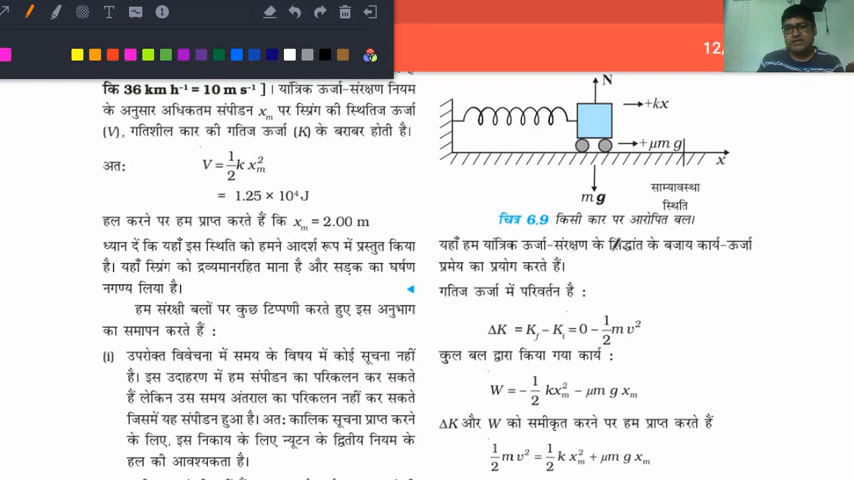 12,
कि 36 km h⁻¹ = 10 m s⁻¹ ]। यांत्रिक ऊर्जा-संरक्षण नियम
के अनुसार अधिकतम संपीडन xₘ पर स्प्रिंग की स्थितिज ऊर्जा
(V), गतिशील कार की गतिज ऊर्जा (K) के बराबर होती है।
अत: V = 1/2 k xₘ²
= 1.25 × 10⁴ J
हल करने पर हम प्राप्त करते हैं कि xₘ = 2.00 m
ध्यान दें कि यहाँ इस स्थिति को हमने आदर्श रूप में प्रस्तुत किया
है। यहाँ स्प्रिंग को द्रव्यमानरहित माना है और सड़क का घर्षण
नगण्य लिया है।
हम संरक्षी बलों पर कुछ टिप्पणी करते हुए इस अनुभाग
का समापन करते हैं :
(i) उपरोक्त विवेचना में समय के विषय में कोई सूचना नहीं
है। इस उदाहरण में हम संपीडन का परिकलन कर सकते
हैं लेकिन उस समय अंतराल का परिकलन नहीं कर सकते
जिसमें यह संपीडन हुआ है। अत: कालिक सूचना प्राप्त करने
के लिए, इस निकाय के लिए न्यूटन के द्वितीय नियम के
हल की आवश्यकता है।
N
+kx
+μm g
x
mg
साम्यावस्था
स्थिति
चित्र 6.9 किसी कार पर आरोपित बल।
यहाँ हम यांत्रिक ऊर्जा-संरक्षण के सिद्धांत के बजाय कार्य-ऊर्जा
प्रमेय का प्रयोग करते हैं।
गतिज ऊर्जा में परिवर्तन है :
ΔK = K_f – K_i = 0 – 1/2 m v²
कुल बल द्वारा किया गया कार्य :
W = – 1/2 kxₘ² – μm g xₘ
ΔK और W को समीकृत करने पर हम प्राप्त करते हैं
1/2 m v² = 1/2 k xₘ² + μm g xₘ